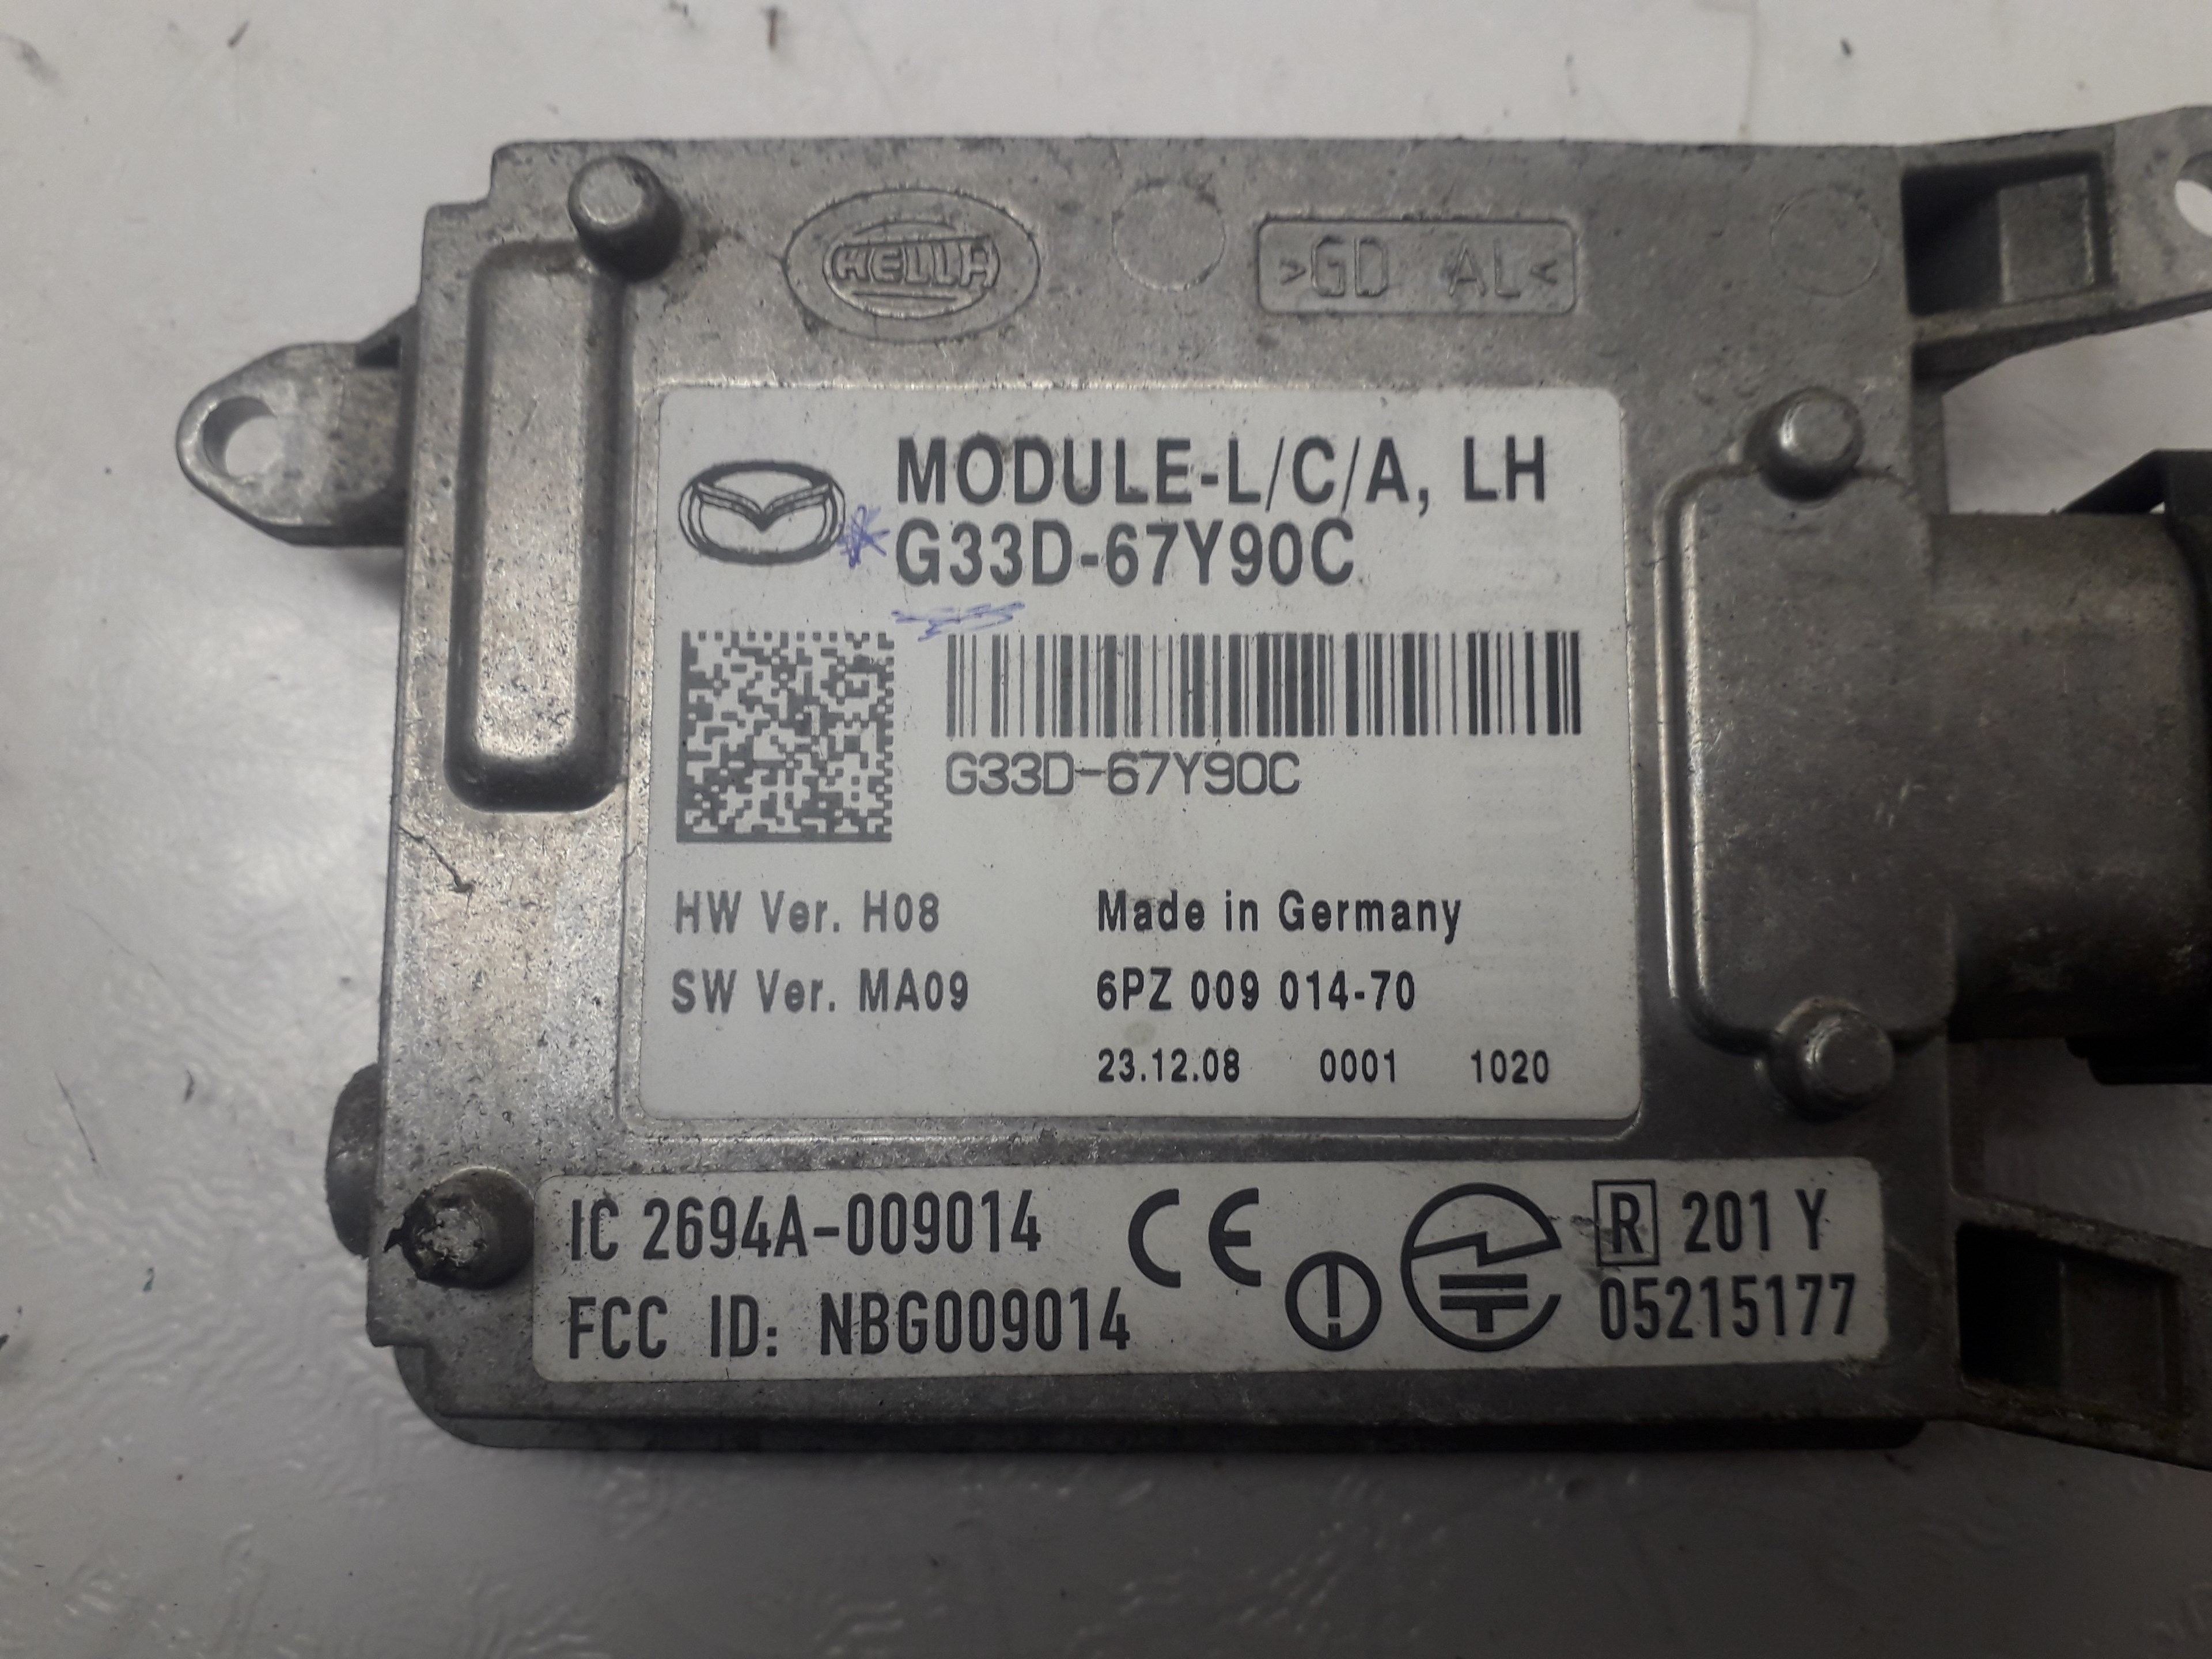 HELLA
>GD AL<
MODULE-L/C/A, LH
G33D-67Y90C
G33D-67Y90C
HW Ver. H08 Made in Germany
SW Ver. MA09 6PZ 009 014-70
23.12.08 0001 1020
IC 2694A-009014 CE R 201 Y
FCC ID: NBG009014 05215177